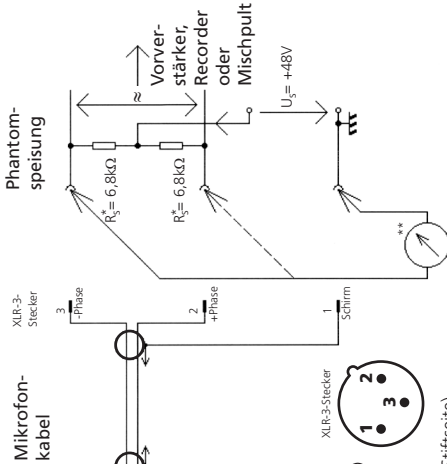 Phantom-
speisung
Vorver-
stärker,
Recorder
oder
Mischpult
≈
R*s= 6,8kΩ
R*s= 6,8kΩ
Us= +48V
**
Mikrofon-
kabel
XLR-3-
Stecker
3
-Phase
2
+Phase
1
Schirm
XLR-3-Stecker
1
2
3
Stiftseite)